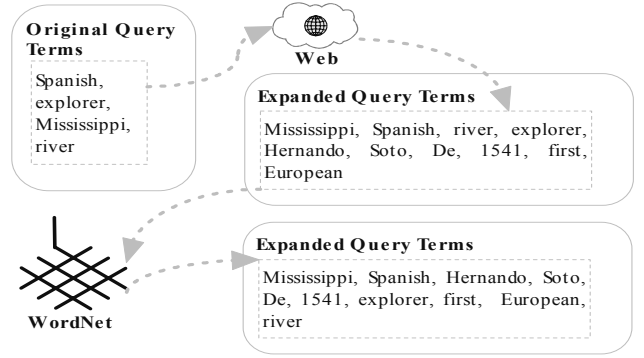 Original Query
Terms
Spanish,
explorer,
Mississippi,
river
Web
Expanded Query Terms
Mississippi, Spanish, river, explorer,
Hernando, Soto, De, 1541, first,
European
WordNet
Expanded Query Terms
Mississippi, Spanish, Hernando, Soto,
De, 1541, explorer, first, European,
river